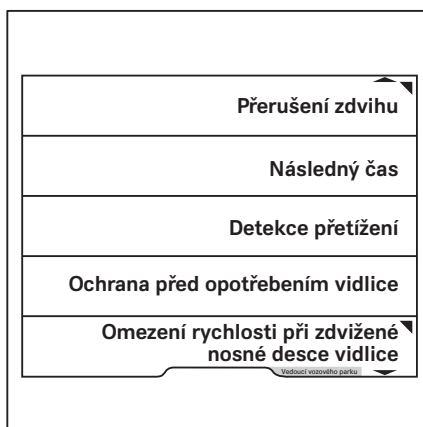 Přerušení zdvihu
Následný čas
Detekce přetížení
Ochrana před opotřebením vidlice
Omezení rychlosti při zdvižené
nosné desce vidlice
Vedoucí vozového parku